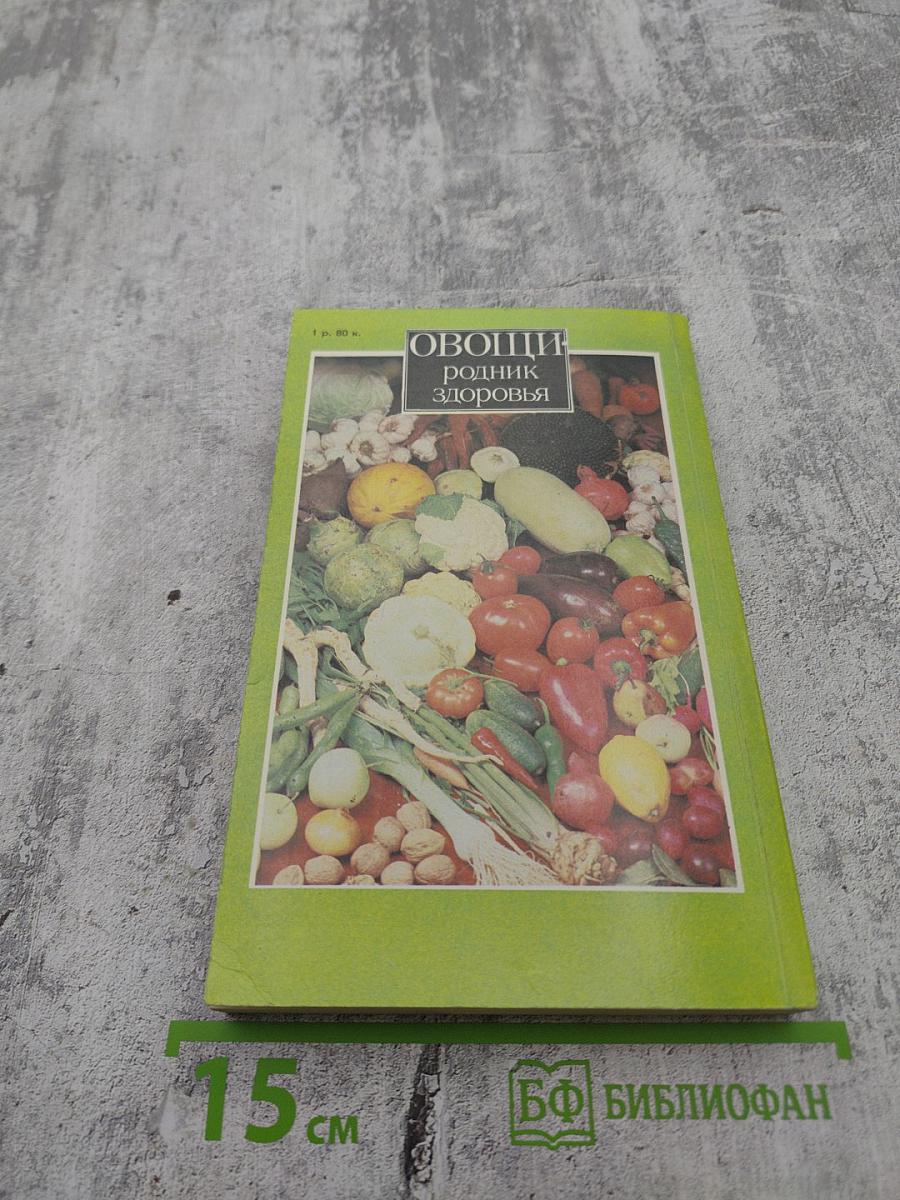 1 р. 80 к.
ОВОЩИ-
родник
здоровья
15 см
БФ БИБЛИОФАН